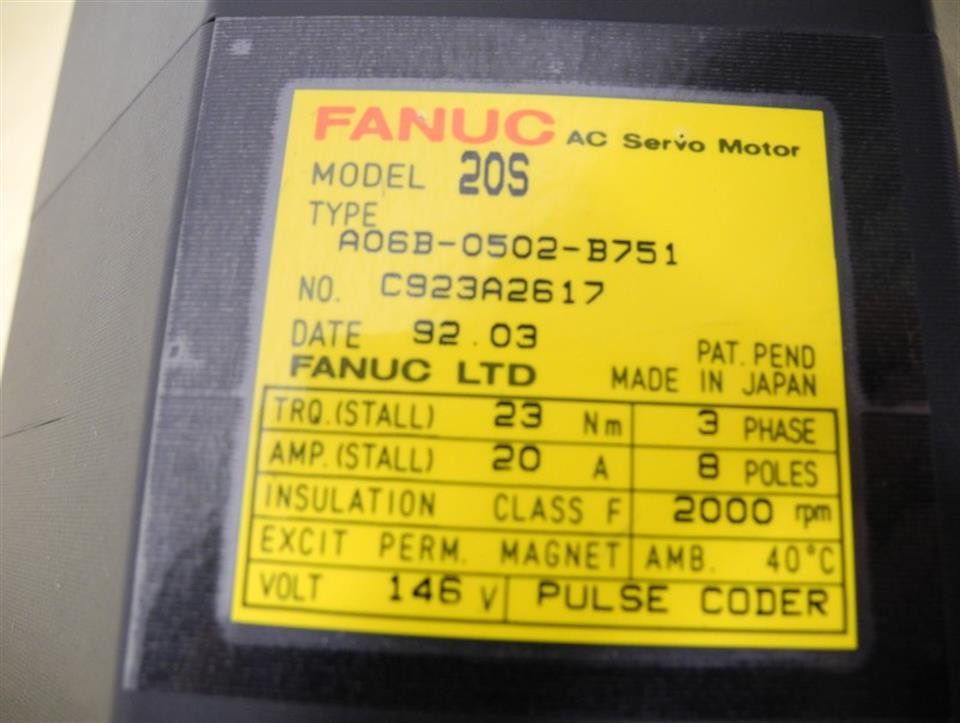 FANUC AC Servo Motor
MODEL 20S
TYPE
A06B-0502-B751
NO. C923A2617
DATE 92.03
PAT. PEND
FANUC LTD MADE IN JAPAN
TRQ.(STALL) 23 Nm 3 PHASE
AMP.(STALL) 20 A 8 POLES
INSULATION CLASS F 2000 rpm
EXCIT PERM. MAGNET AMB. 40°C
VOLT 146 V PULSE CODER